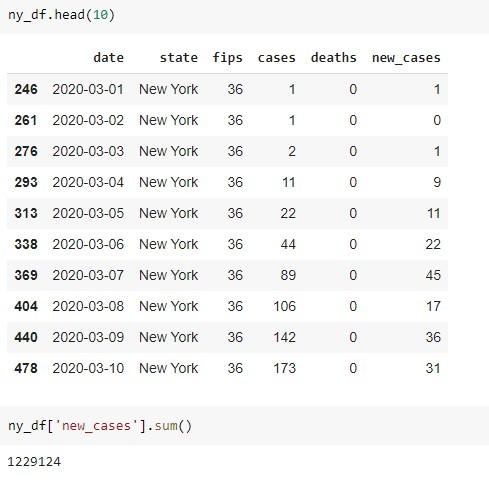 ny_df.head(10)
date state fips cases deaths new_cases
246 2020-03-01 New York 36 1 0 1
261 2020-03-02 New York 36 1 0 0
276 2020-03-03 New York 36 2 0 1
293 2020-03-04 New York 36 11 0 9
313 2020-03-05 New York 36 22 0 11
338 2020-03-06 New York 36 44 0 22
369 2020-03-07 New York 36 89 0 45
404 2020-03-08 New York 36 106 0 17
440 2020-03-09 New York 36 142 0 36
478 2020-03-10 New York 36 173 0 31
ny_df['new_cases'].sum()
1229124